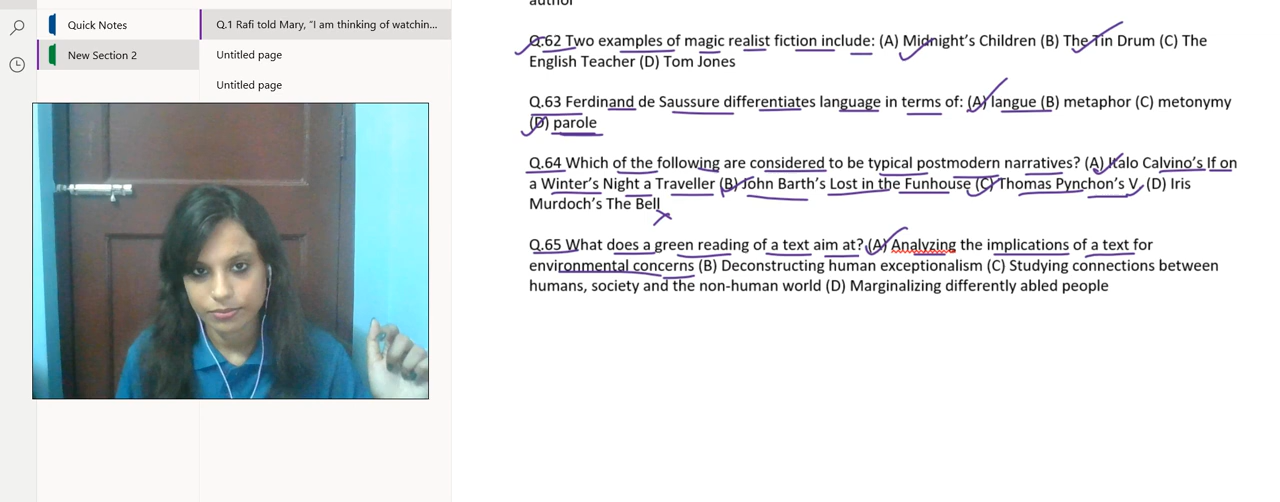 Quick Notes
New Section 2
Q.1 Rafi told Mary, "I am thinking of watchin...
Untitled page
Untitled page
author
Q.62 Two examples of magic realist fiction include: (A) Midnight's Children (B) The Tin Drum (C) The
English Teacher (D) Tom Jones
Q.63 Ferdinand de Saussure differentiates language in terms of: (A) langue (B) metaphor (C) metonymy
(D) parole
Q.64 Which of the following are considered to be typical postmodern narratives? (A) Italo Calvino's If on
a Winter's Night a Traveller (B) John Barth's Lost in the Funhouse (C) Thomas Pynchon's V. (D) Iris
Murdoch's The Bell
Q.65 What does a green reading of a text aim at? (A) Analyzing the implications of a text for
environmental concerns (B) Deconstructing human exceptionalism (C) Studying connections between
humans, society and the non-human world (D) Marginalizing differently abled people